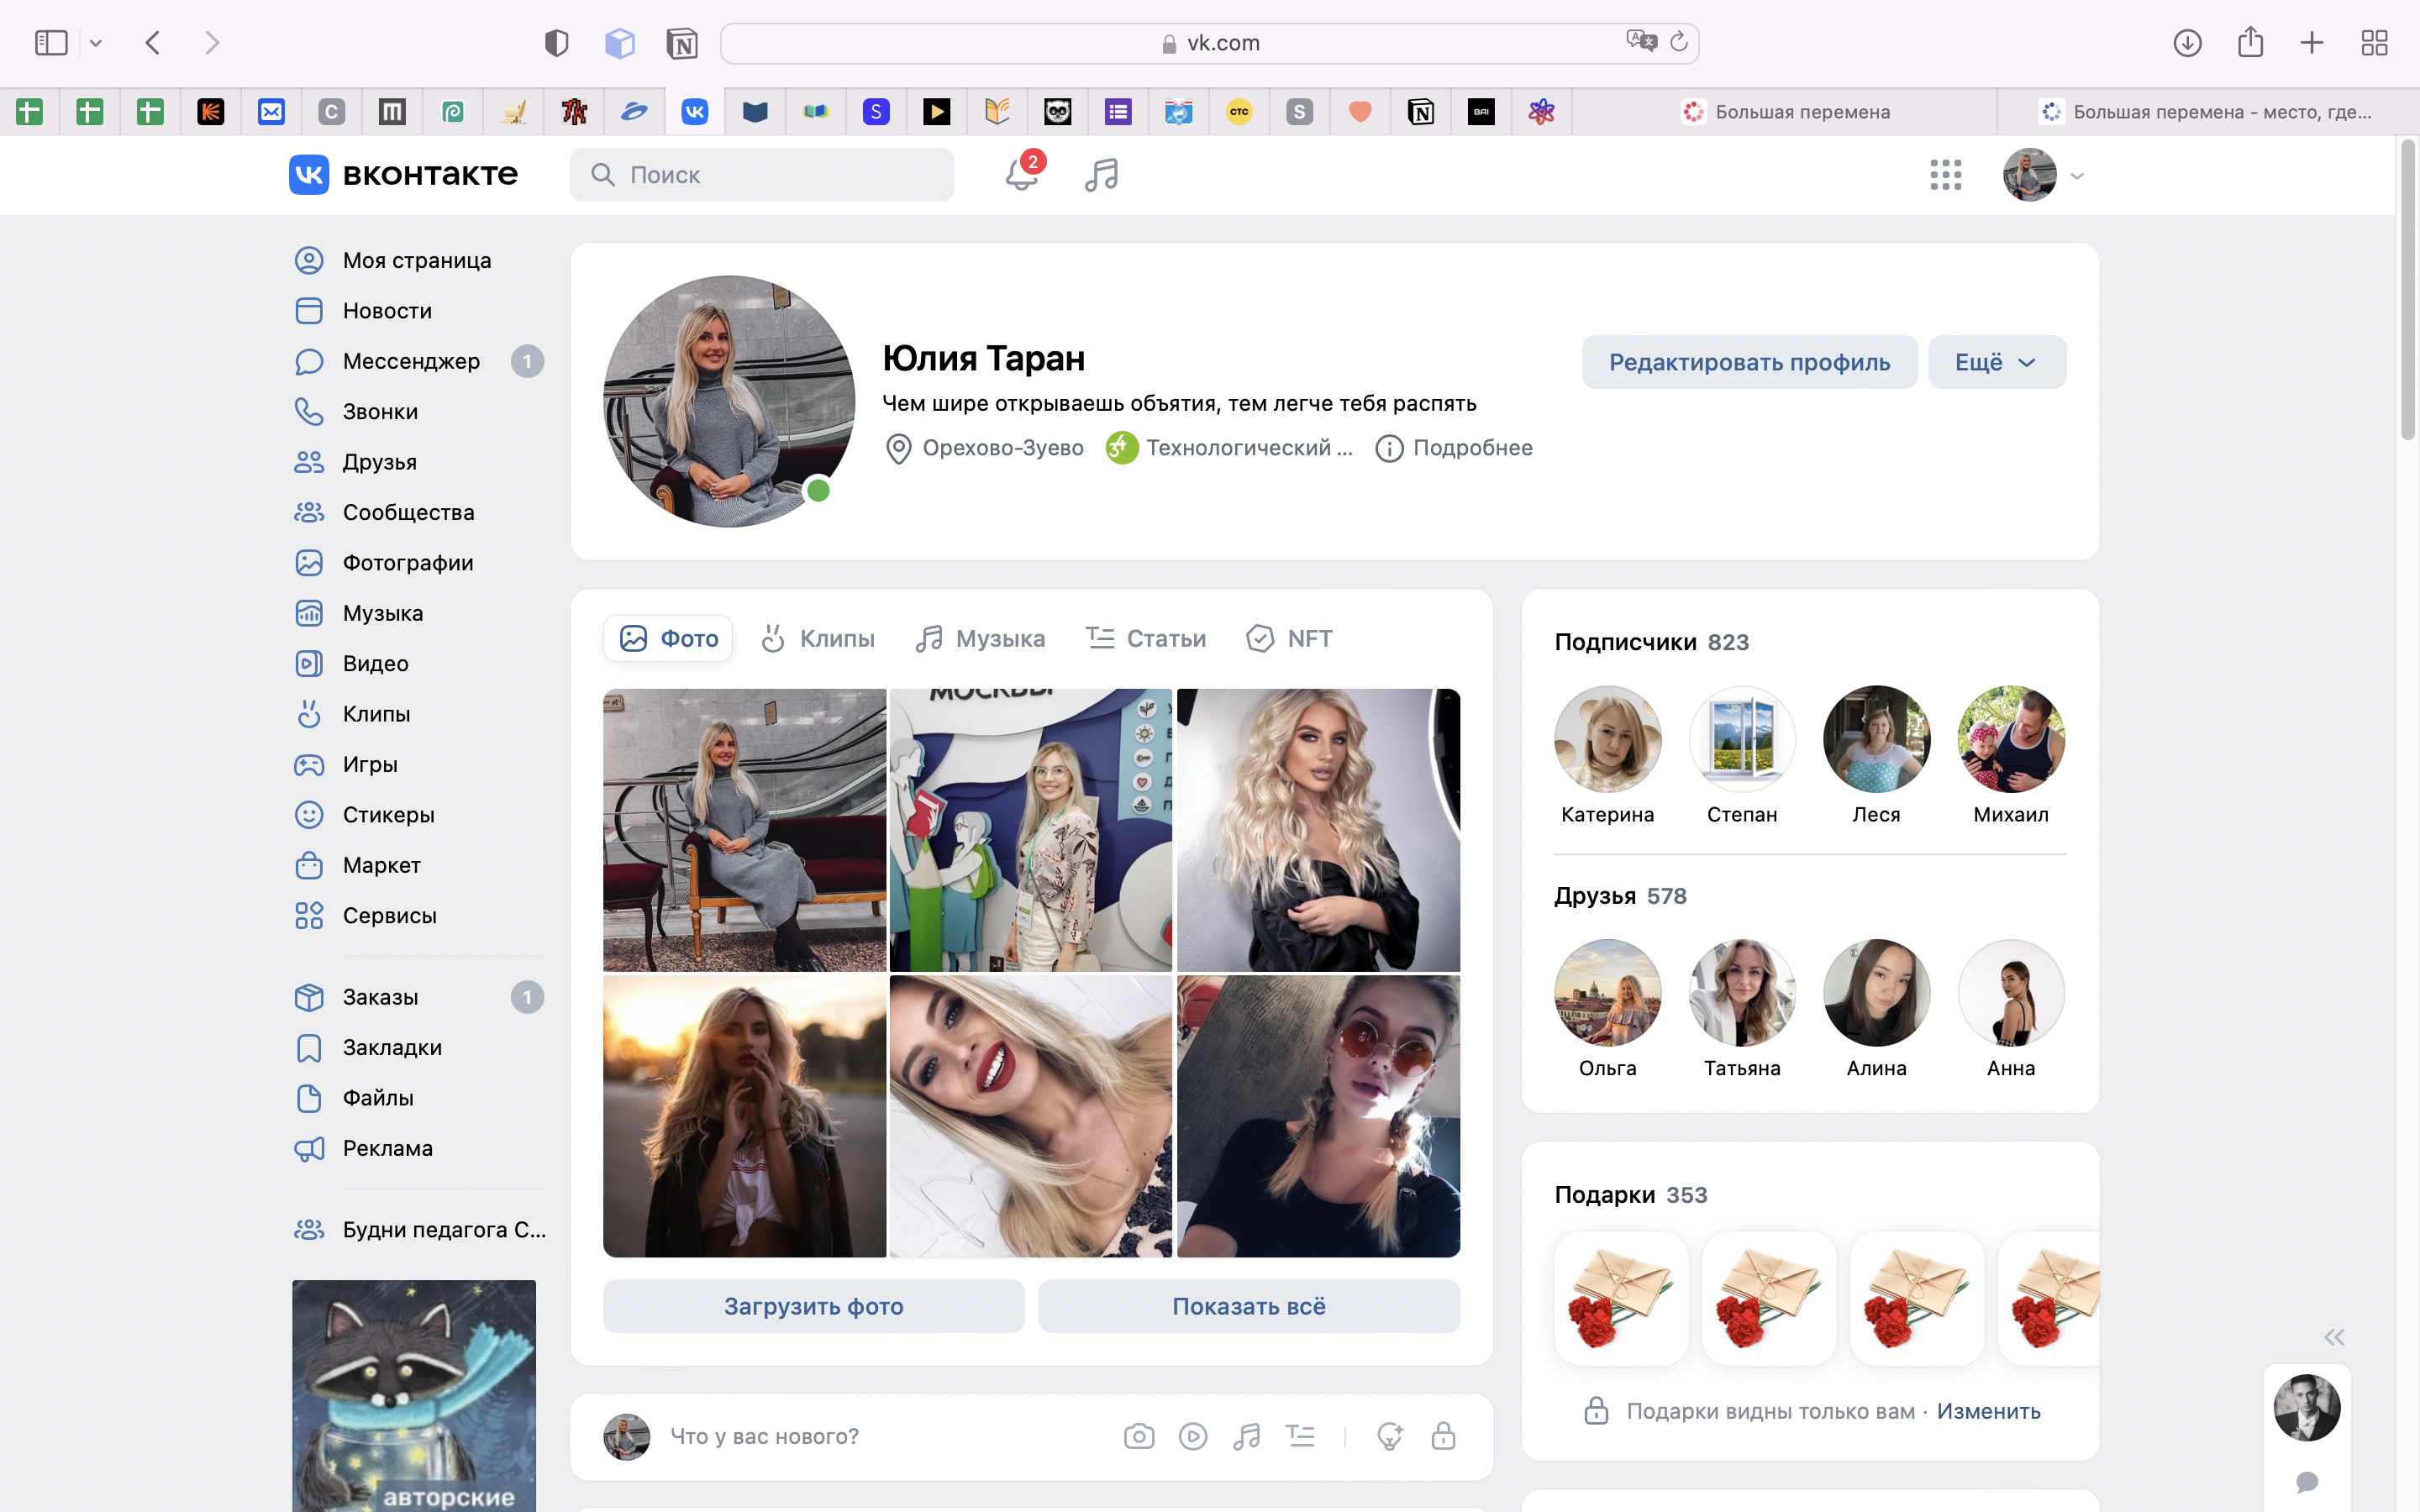 vk.com
Большая перемена
Большая перемена - место, где...
вконтакте
Поиск
2
Моя страница
Новости
Мессенджер 1
Звонки
Друзья
Сообщества
Фотографии
Музыка
Видео
Клипы
Игры
Стикеры
Маркет
Сервисы
Заказы 1
Закладки
Файлы
Реклама
Будни педагога С...
авторские
Юлия Таран
Чем шире открываешь объятия, тем легче тебя распять
Орехово-Зуево Технологический ... Подробнее
Редактировать профиль
Ещё
Фото Клипы Музыка Статьи NFT
МОСКВЫ
Загрузить фото
Показать всё
Что у вас нового?
Подписчики 823
Катерина Степан Леся Михаил
Друзья 578
Ольга Татьяна Алина Анна
Подарки 353
Подарки видны только вам · Изменить